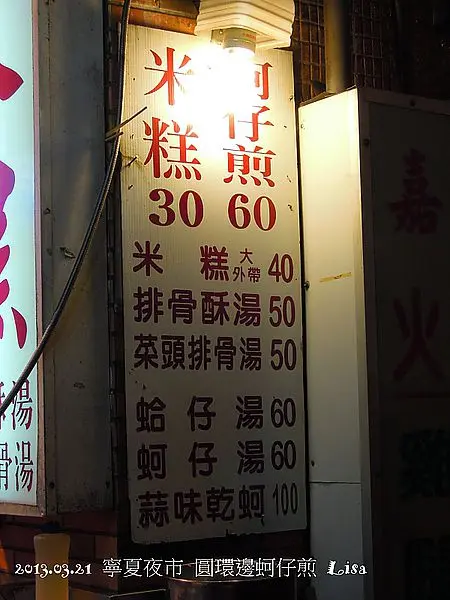 蚵仔煎 60
米糕 30
米糕 大外帶 40
排骨酥湯 50
菜頭排骨湯 50
蛤仔湯 60
蚵仔湯 60
蒜味乾蚵 100
湯
骨湯
嘉
火
2013.03.21 寧夏夜市 圓環邊蚵仔煎 Lisa